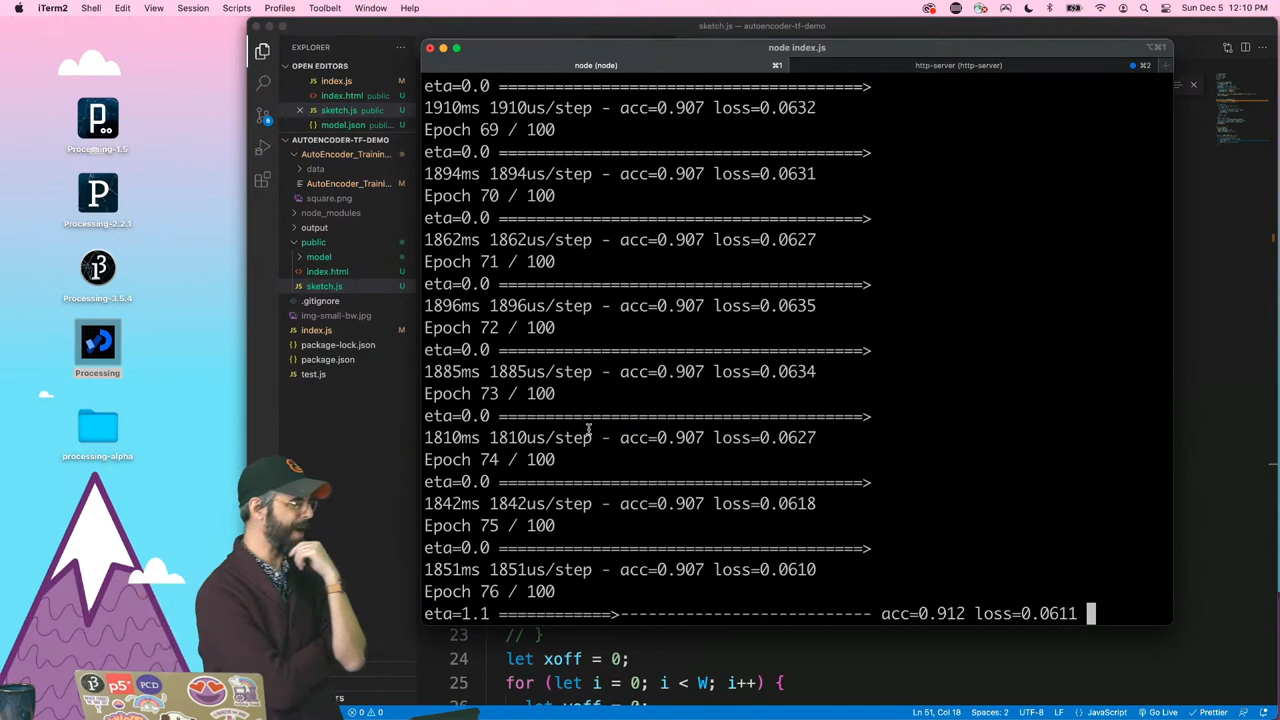 iTerm2 Shell Edit View Session Scripts Profiles Toolbelt Window Help Sun Dec 5 12:10 PM
sketch.js — autoencoder-tf-demo
EXPLORER
OPEN EDITORS
index.js M
index.html public U
sketch.js public U
model.json publi... U
AUTOENCODER-TF-DEMO
AutoEncoder_Trainin...
data
AutoEncoder_Traini... M
square.png
node_modules
output
public
model
index.html U
sketch.js U
.gitignore
img-small-bw.jpg
index.js M
package-lock.json
package.json
test.js
Processing-1.5
Processing-2.2.1
Processing-3.5.4
Processing
processing-alpha
node index.js ⌥⌘1
node (node) ⌘1 http-server (http-server) ⌘2
eta=0.0 =======================================>
1910ms 1910us/step - acc=0.907 loss=0.0632
Epoch 69 / 100
eta=0.0 =======================================>
1894ms 1894us/step - acc=0.907 loss=0.0631
Epoch 70 / 100
eta=0.0 =======================================>
1862ms 1862us/step - acc=0.907 loss=0.0627
Epoch 71 / 100
eta=0.0 =======================================>
1896ms 1896us/step - acc=0.907 loss=0.0635
Epoch 72 / 100
eta=0.0 =======================================>
1885ms 1885us/step - acc=0.907 loss=0.0634
Epoch 73 / 100
eta=0.0 =======================================>
1810ms 1810us/step - acc=0.907 loss=0.0627
Epoch 74 / 100
eta=0.0 =======================================>
1842ms 1842us/step - acc=0.907 loss=0.0618
Epoch 75 / 100
eta=0.0 =======================================>
1851ms 1851us/step - acc=0.907 loss=0.0610
Epoch 76 / 100
eta=1.1 ============>--------------------------- acc=0.912 loss=0.0611
23 // }
24 let xoff = 0;
25 for (let i = 0; i < W; i++) {
p5*
PCD
0 0 Ln 51, Col 18 Spaces: 2 UTF-8 LF {} JavaScript Go Live Prettier